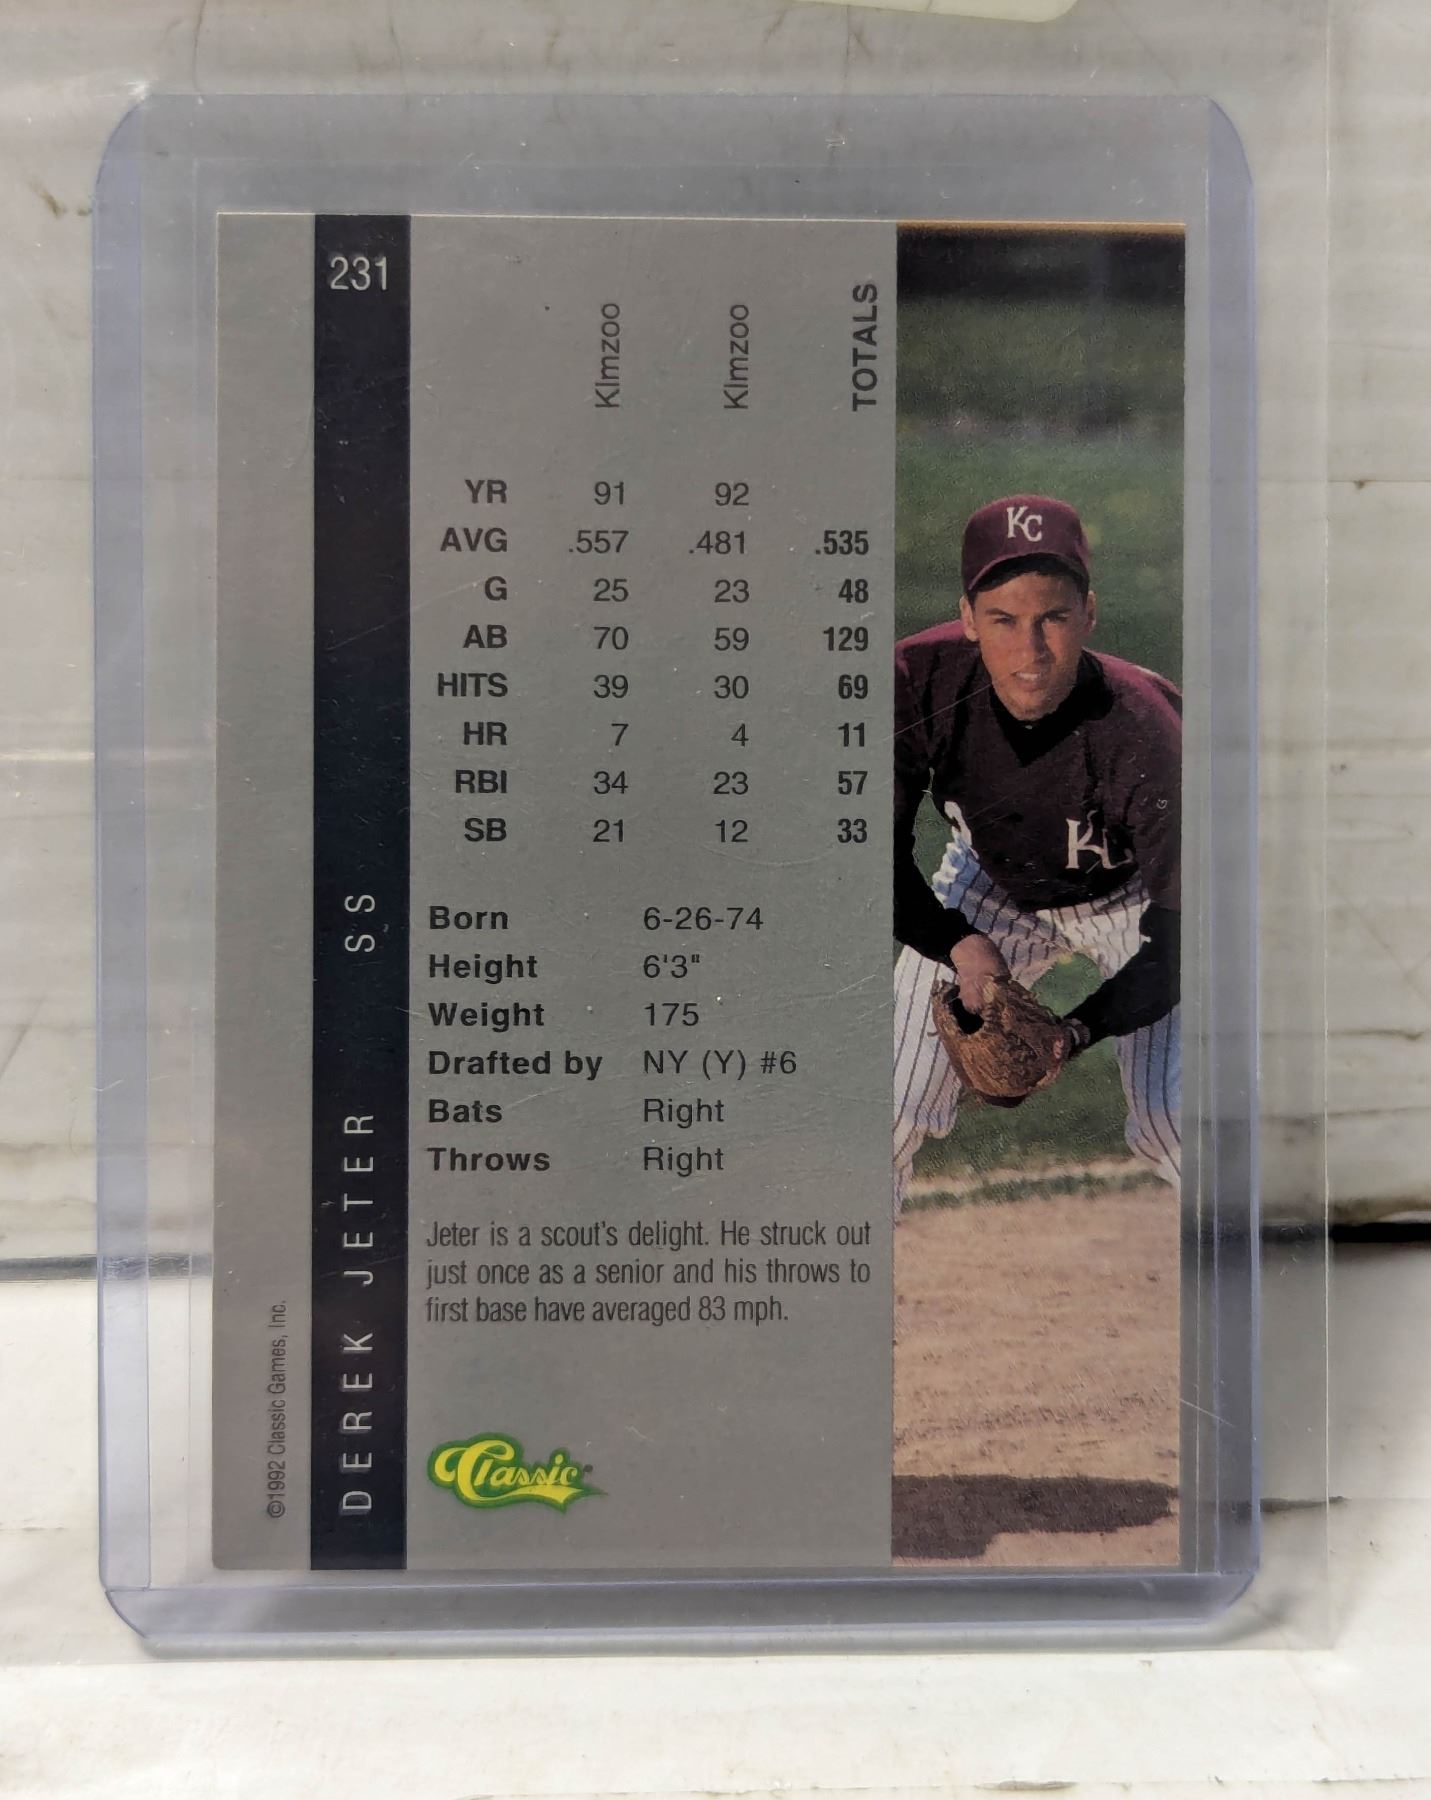 231
DEREK JETER SS
©1992 Classic Games, Inc.
Klmzoo Klmzoo TOTALS
YR 91 92
AVG .557 .481 .535
G 25 23 48
AB 70 59 129
HITS 39 30 69
HR 7 4 11
RBI 34 23 57
SB 21 12 33
Born 6-26-74
Height 6'3"
Weight 175
Drafted by NY (Y) #6
Bats Right
Throws Right
Jeter is a scout's delight. He struck out
just once as a senior and his throws to
first base have averaged 83 mph.
Classic
KC
KC